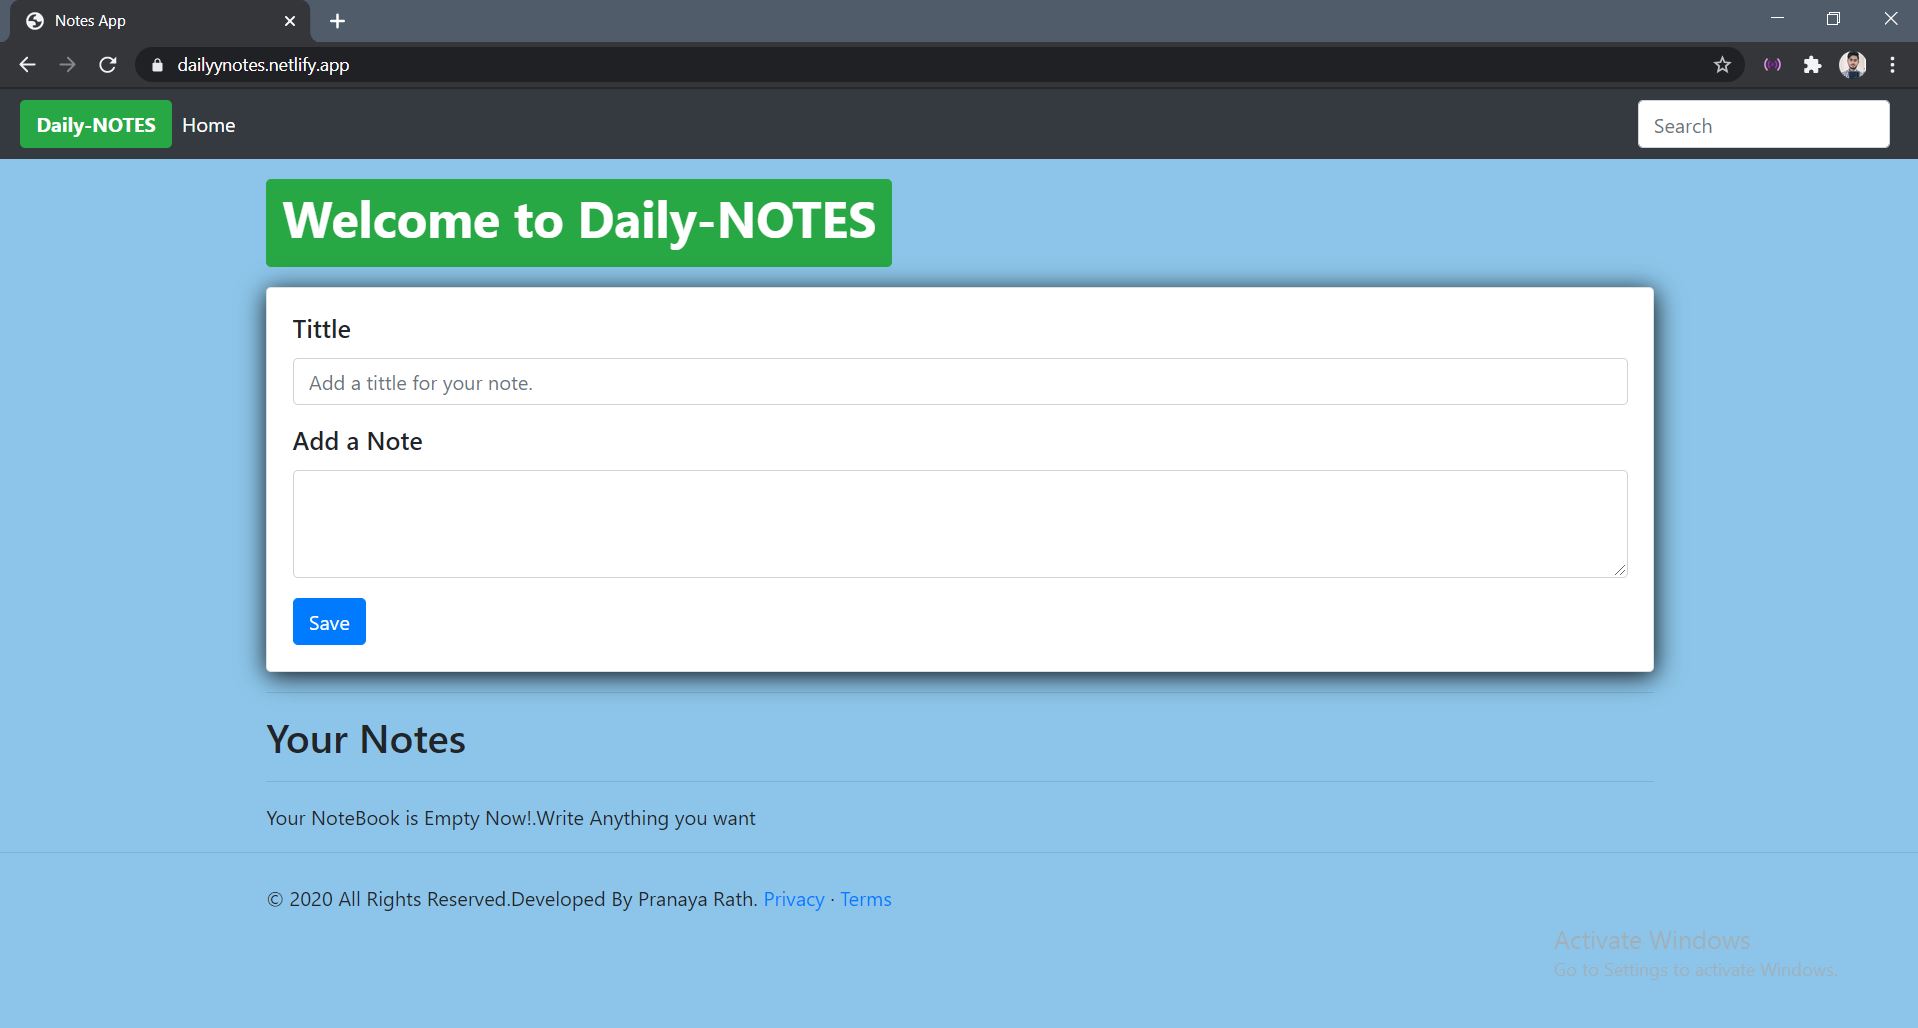 Notes App
dailyynotes.netlify.app
Daily-NOTES Home Search
Welcome to Daily-NOTES
Tittle
Add a tittle for your note.
Add a Note
Save
Your Notes
Your NoteBook is Empty Now!.Write Anything you want
© 2020 All Rights Reserved.Developed By Pranaya Rath. Privacy · Terms
Activate Windows
Go to Settings to activate Windows.